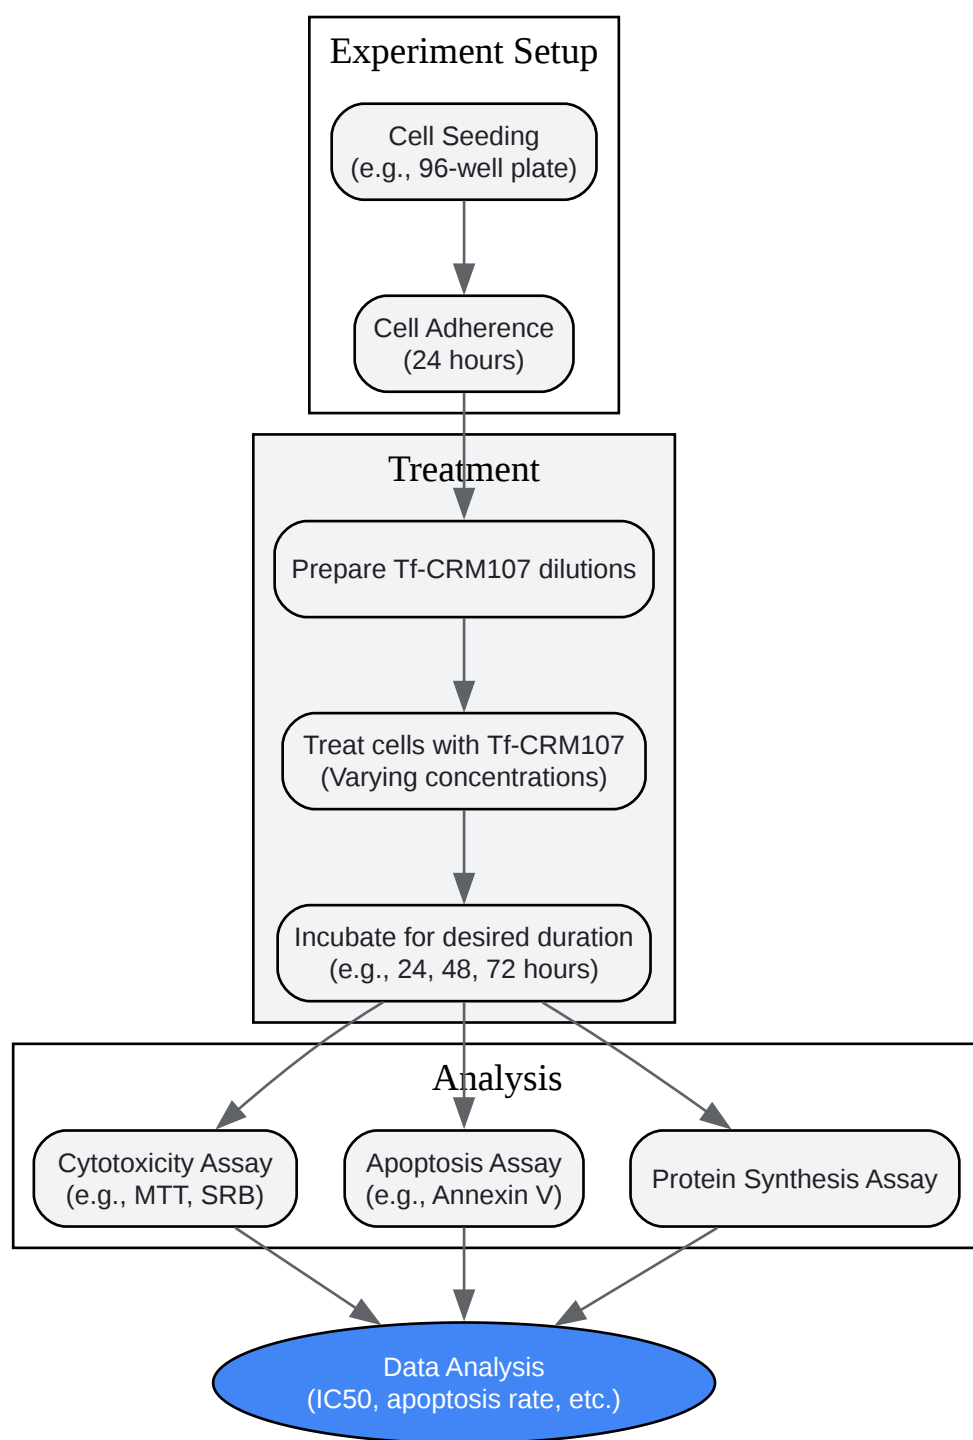 Experiment Setup
Cell Seeding
(e.g., 96-well plate)
Cell Adherence
(24 hours)
Treatment
Prepare Tf-CRM107 dilutions
Treat cells with Tf-CRM107
(Varying concentrations)
Incubate for desired duration
(e.g., 24, 48, 72 hours)
Analysis
Cytotoxicity Assay
(e.g., MTT, SRB)
Apoptosis Assay
(e.g., Annexin V)
Protein Synthesis Assay
Data Analysis
(IC50, apoptosis rate, etc.)